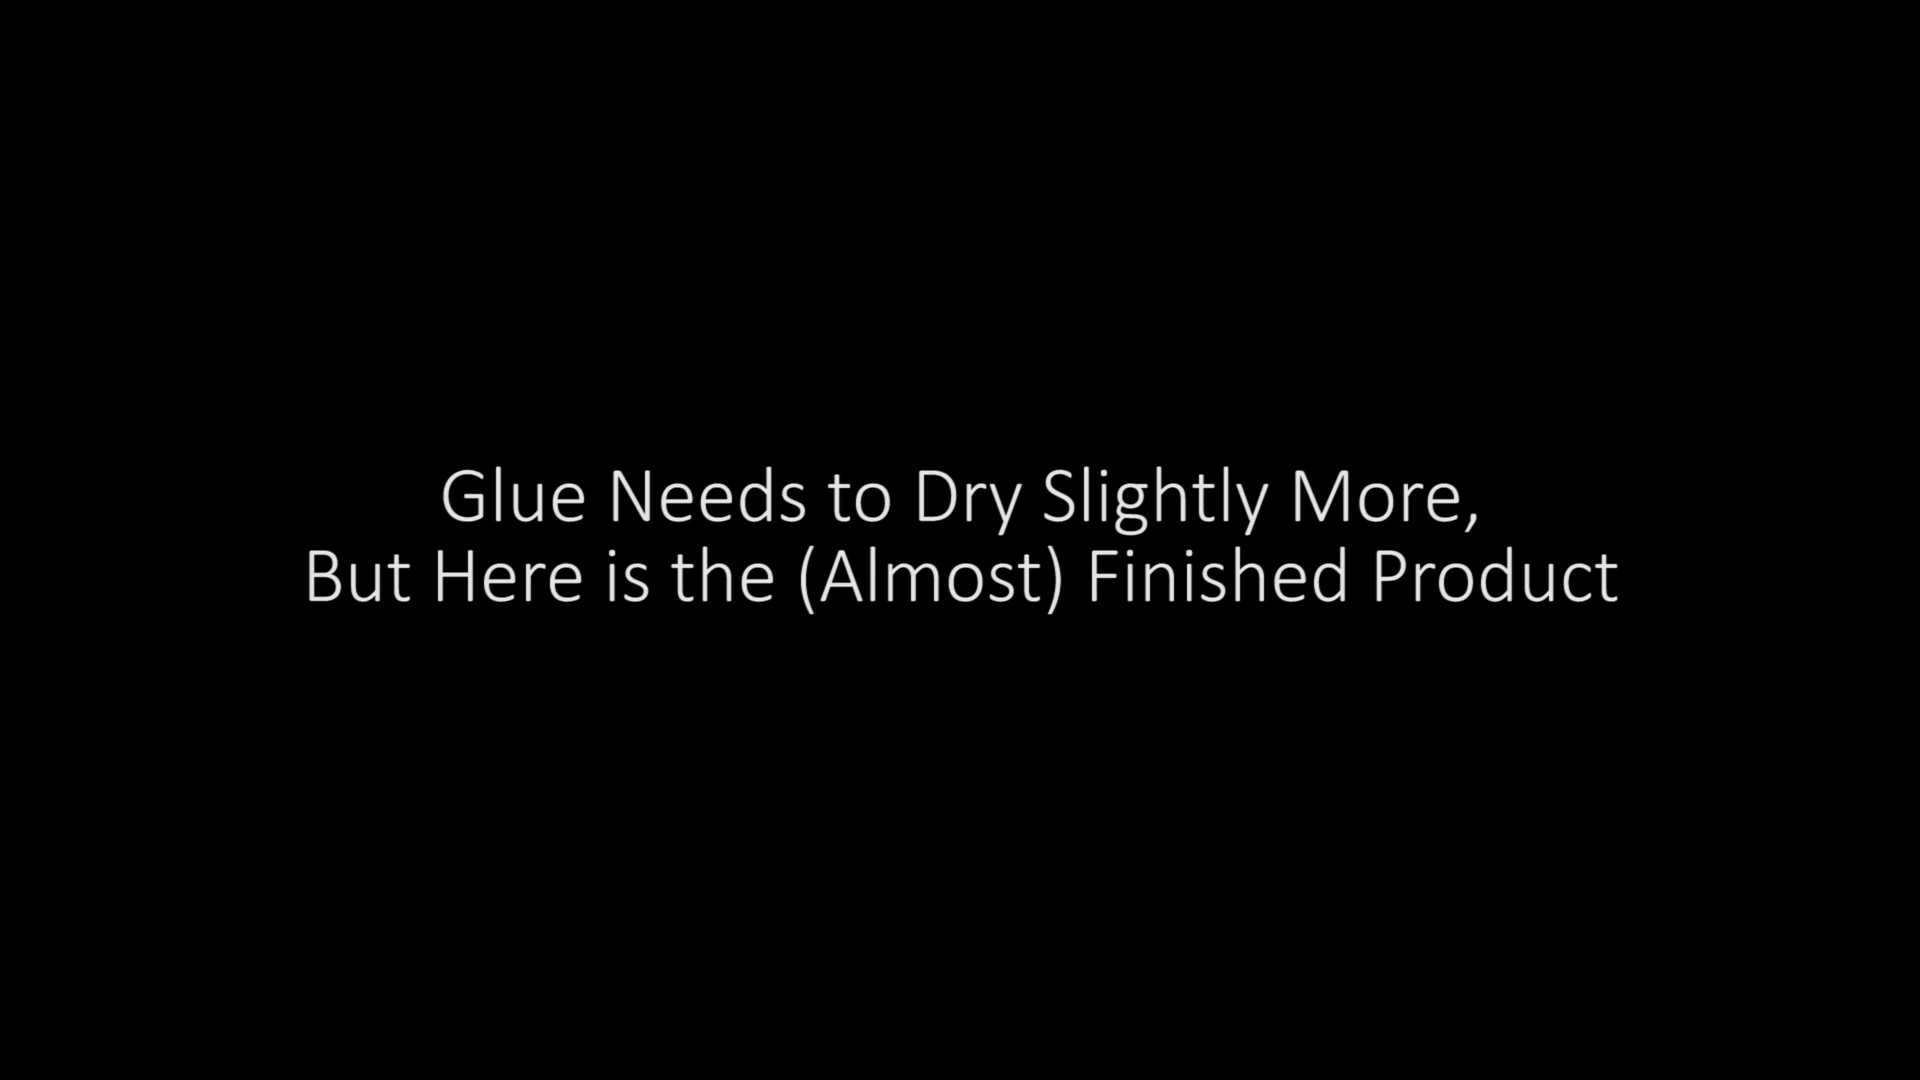 Glue Needs to Dry Slightly More,
But Here is the (Almost) Finished Product